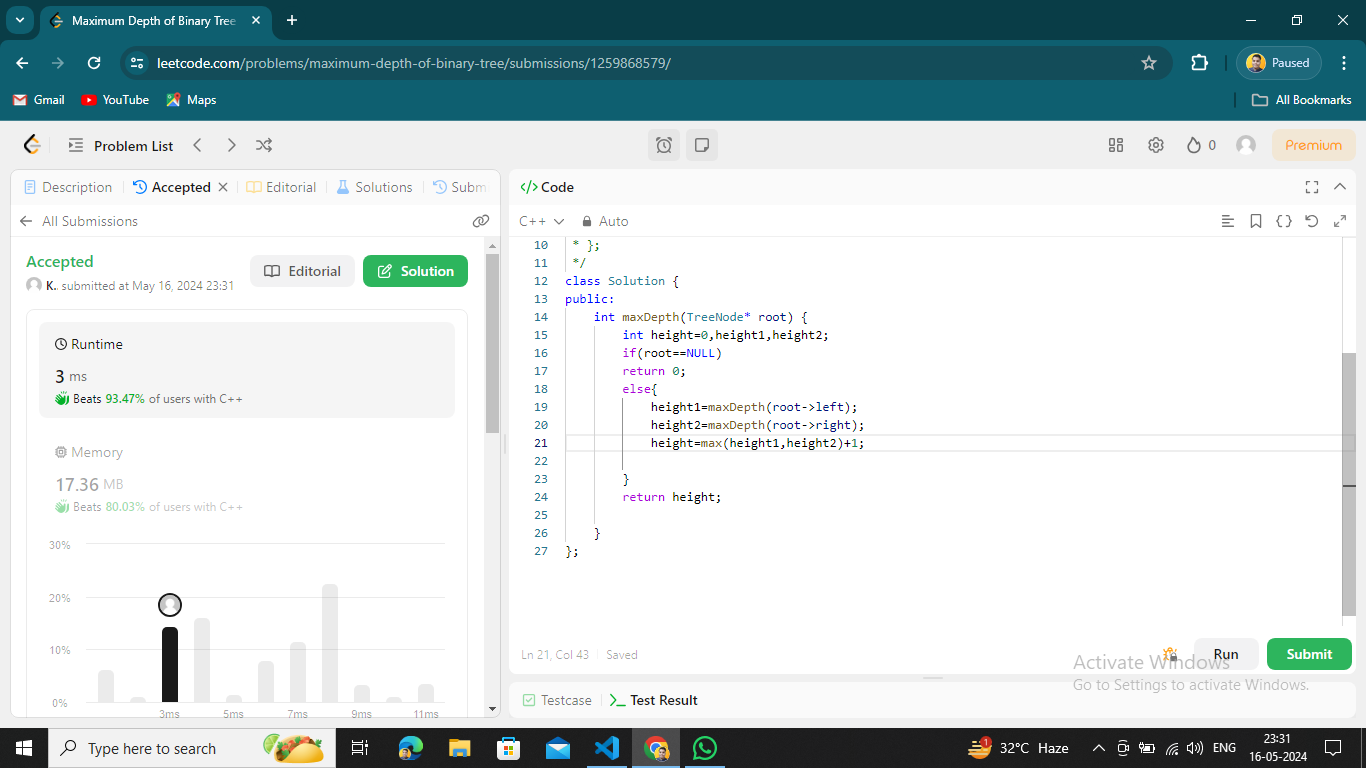 Maximum Depth of Binary Tree
leetcode.com/problems/maximum-depth-of-binary-tree/submissions/1259868579/
Paused
Gmail YouTube Maps All Bookmarks
Problem List 0 Premium
Description Accepted Editorial Solutions Subm
All Submissions
Accepted
K.. submitted at May 16, 2024 23:31
Editorial Solution
Runtime
3 ms
Beats 93.47% of users with C++
Memory
17.36 MB
Beats 80.03% of users with C++
30%
20%
10%
0%
3ms 5ms 7ms 9ms 11ms
</> Code
C++ Auto
10 * };
11 */
12 class Solution {
13 public:
14 int maxDepth(TreeNode* root) {
15 int height=0,height1,height2;
16 if(root==NULL)
17 return 0;
18 else{
19 height1=maxDepth(root->left);
20 height2=maxDepth(root->right);
21 height=max(height1,height2)+1;
22
23 }
24 return height;
25
26 }
27 };
Ln 21, Col 43 Saved
Run Submit
Activate Windows
Go to Settings to activate Windows.
Testcase Test Result
Type here to search
1 32°C Haze ENG 23:31
16-05-2024